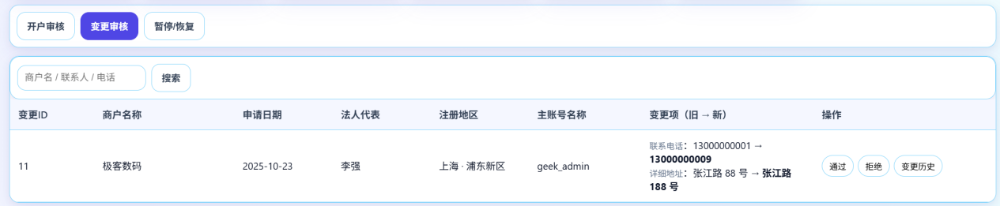 开户审核 变更审核 暂停/恢复
商户名 / 联系人 / 电话 搜索
变更ID 商户名称 申请日期 法人代表 注册地区 主账号名称 变更项（旧 → 新） 操作
11 极客数码 2025-10-23 李强 上海 · 浦东新区 geek_admin
联系电话：13000000001 →
13000000009
详细地址：张江路 88 号 → 张江路
188 号
通过 拒绝 变更历史